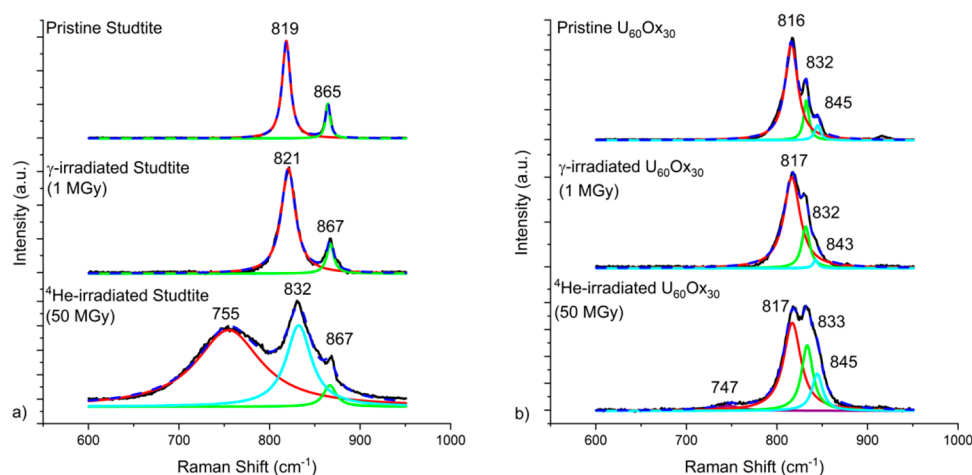 Pristine Studtite
819
865
γ-irradiated Studtite
(1 MGy)
821
867
⁴He-irradiated Studtite
(50 MGy)
755
832
867
a)
Intensity (a.u.)
600 700 800 900 1000
Raman Shift (cm⁻¹)
Pristine U₆₀Ox₃₀
816
832
845
γ-irradiated U₆₀Ox₃₀
(1 MGy)
817
832
843
⁴He-irradiated U₆₀Ox₃₀
(50 MGy)
817
833
845
747
b)
Intensity (a.u.)
600 700 800 900 1000
Raman Shift (cm⁻¹)